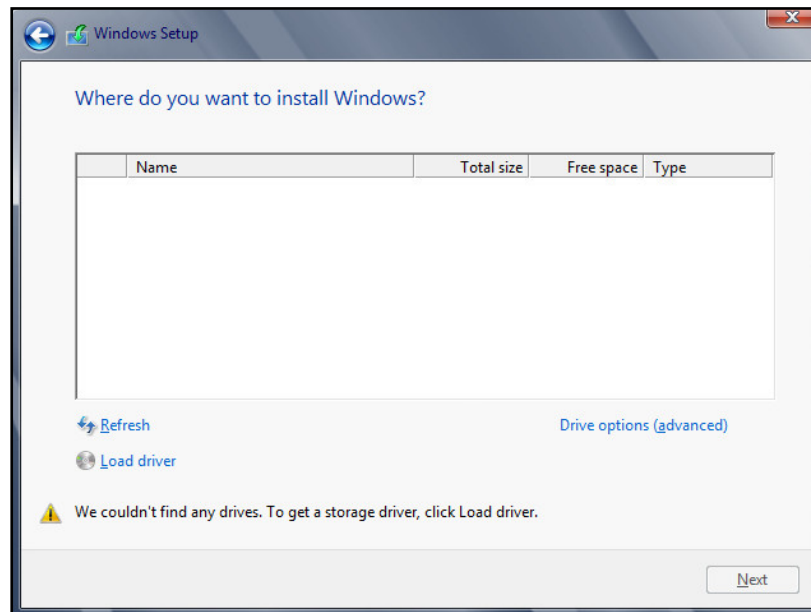 Windows Setup
Where do you want to install Windows?
Name Total size Free space Type
Refresh Drive options (advanced)
Load driver
We couldn't find any drives. To get a storage driver, click Load driver.
Next